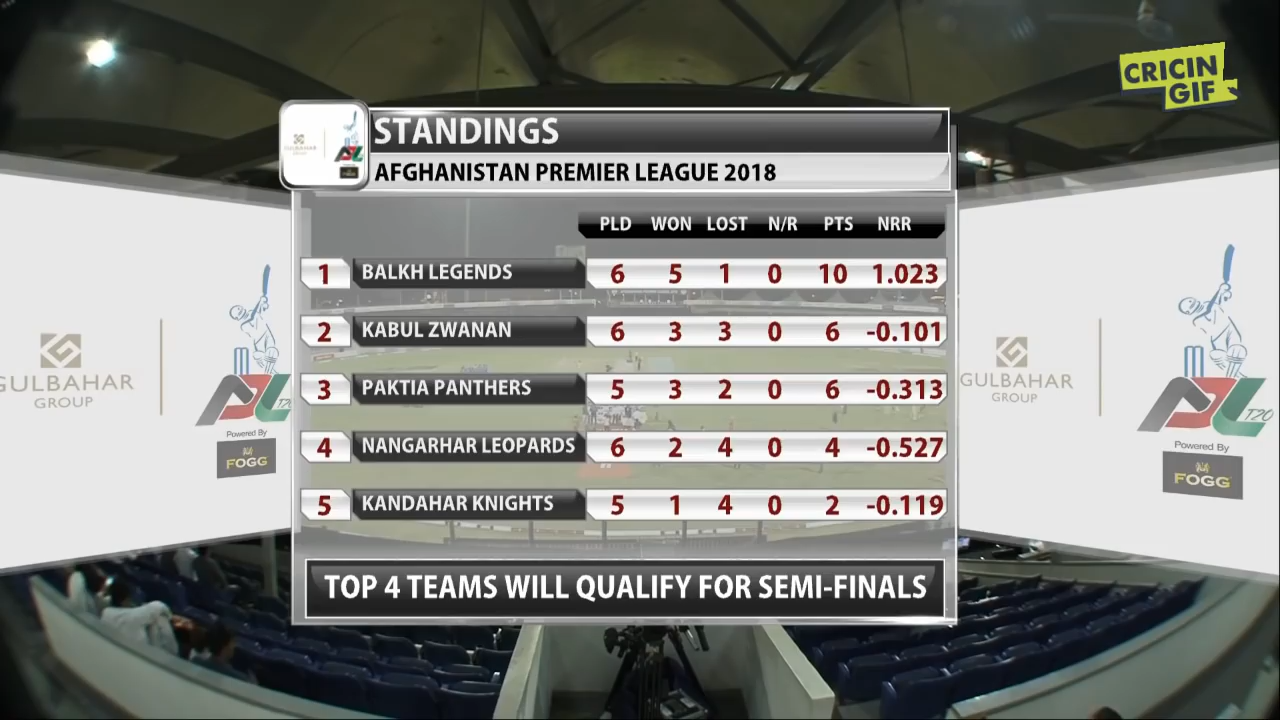 CRICIN
GIF
STANDINGS
AFGHANISTAN PREMIER LEAGUE 2018
PLD WON LOST N/R PTS NRR
1 BALKH LEGENDS 6 5 1 0 10 1.023
2 KABUL ZWANAN 6 3 3 0 6 -0.101
3 PAKTIA PANTHERS 5 3 2 0 6 -0.313
4 NANGARHAR LEOPARDS 6 2 4 0 4 -0.527
5 KANDAHAR KNIGHTS 5 1 4 0 2 -0.119
TOP 4 TEAMS WILL QUALIFY FOR SEMI-FINALS
GULBAHAR
GROUP
APL T20
Powered By
FOGG
GULBAHAR
GROUP
APL T20
Powered By
FOGG